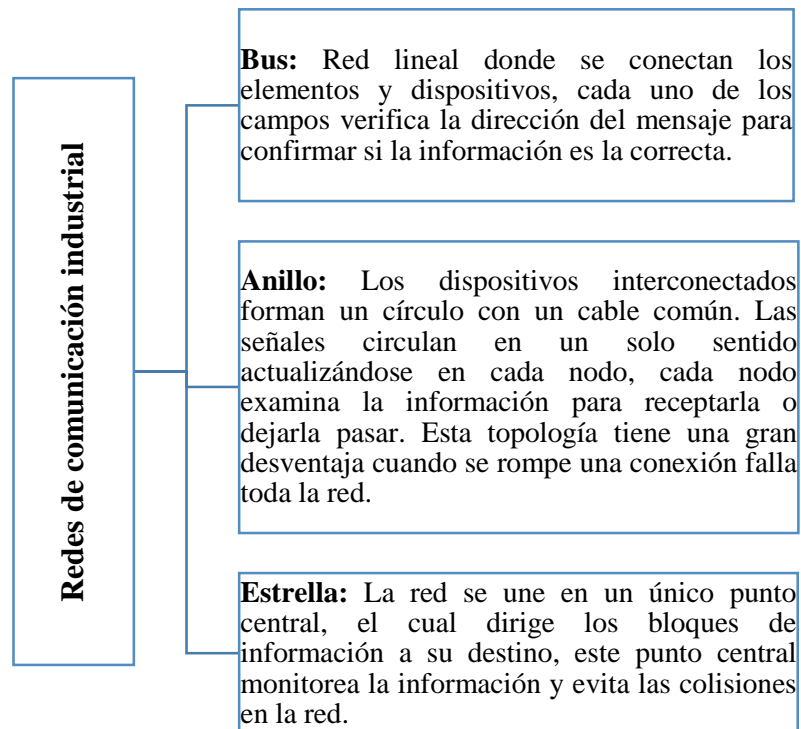 Redes de comunicación industrial
Bus: Red lineal donde se conectan los
elementos y dispositivos, cada uno de los
campos verifica la dirección del mensaje para
confirmar si la información es la correcta.
Anillo: Los dispositivos interconectados
forman un círculo con un cable común. Las
señales circulan en un solo sentido
actualizándose en cada nodo, cada nodo
examina la información para receptarla o
dejarla pasar. Esta topología tiene una gran
desventaja cuando se rompe una conexión falla
toda la red.
Estrella: La red se une en un único punto
central, el cual dirige los bloques de
información a su destino, este punto central
monitorea la información y evita las colisiones
en la red.